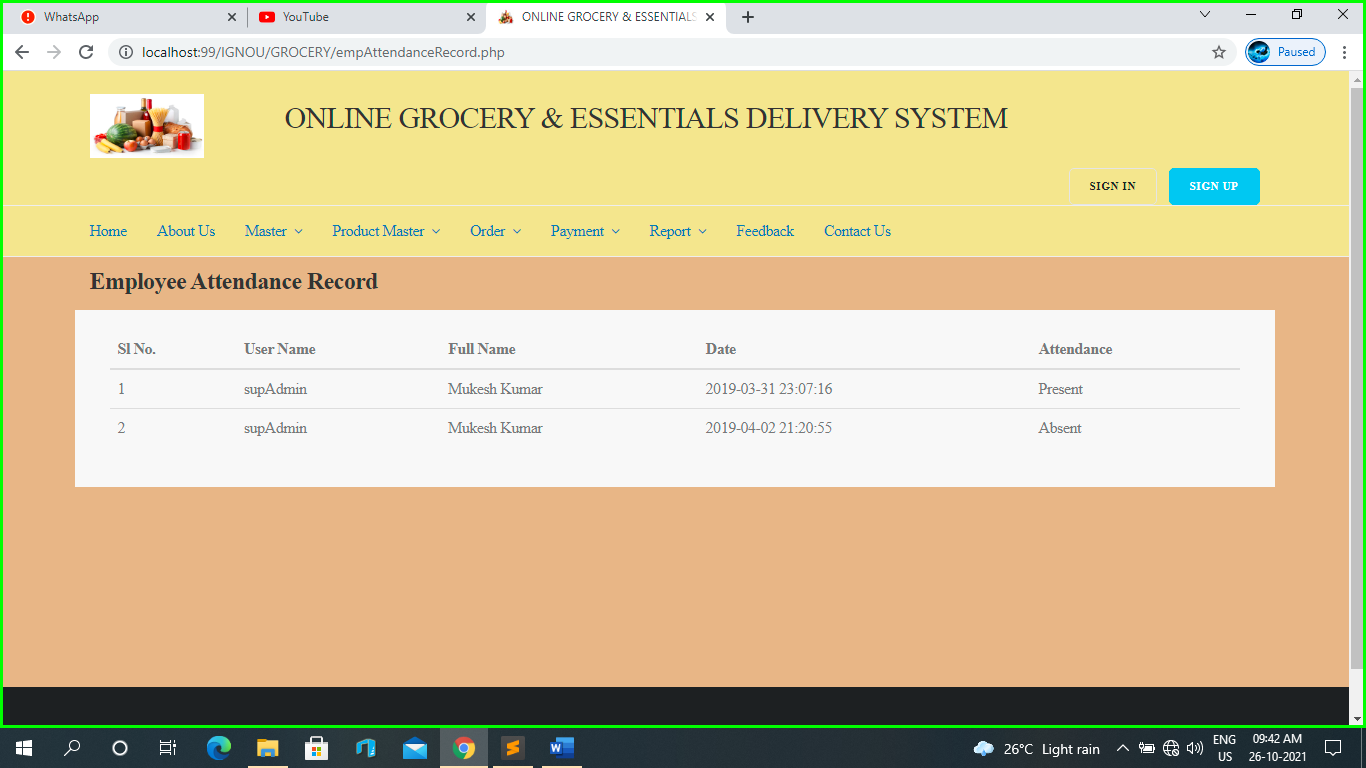 WhatsApp YouTube ONLINE GROCERY & ESSENTIALS
localhost:99/IGNOU/GROCERY/empAttendanceRecord.php Paused
ONLINE GROCERY & ESSENTIALS DELIVERY SYSTEM
SIGN IN SIGN UP
Home About Us Master Product Master Order Payment Report Feedback Contact Us
Employee Attendance Record
Sl No. User Name Full Name Date Attendance
1 supAdmin Mukesh Kumar 2019-03-31 23:07:16 Present
2 supAdmin Mukesh Kumar 2019-04-02 21:20:55 Absent
26°C Light rain ENG 09:42 AM
US 26-10-2021